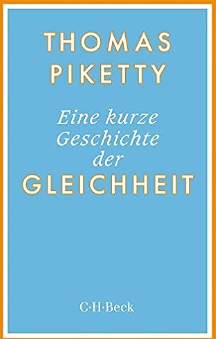 THOMAS
PIKETTY
Eine kurze
Geschichte
der
GLEICHHEIT
C·H·Beck